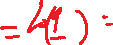 = 4(1) =